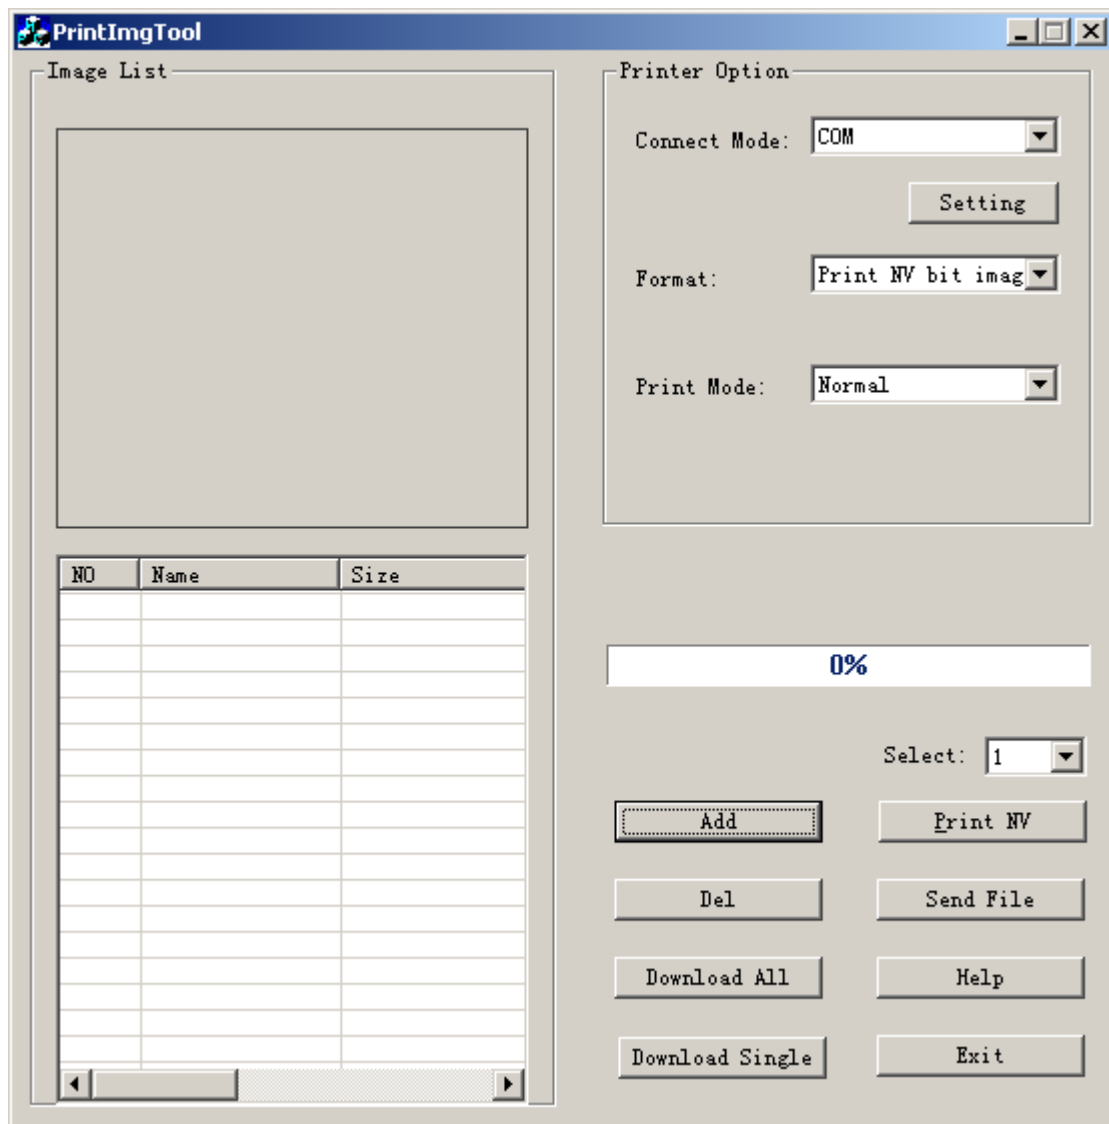 PrintImgTool
Image List
NO Name Size
Printer Option
Connect Mode: COM
Setting
Format: Print NV bit imag
Print Mode: Normal
0%
Select: 1
Add Print NV
Del Send File
Download All Help
Download Single Exit